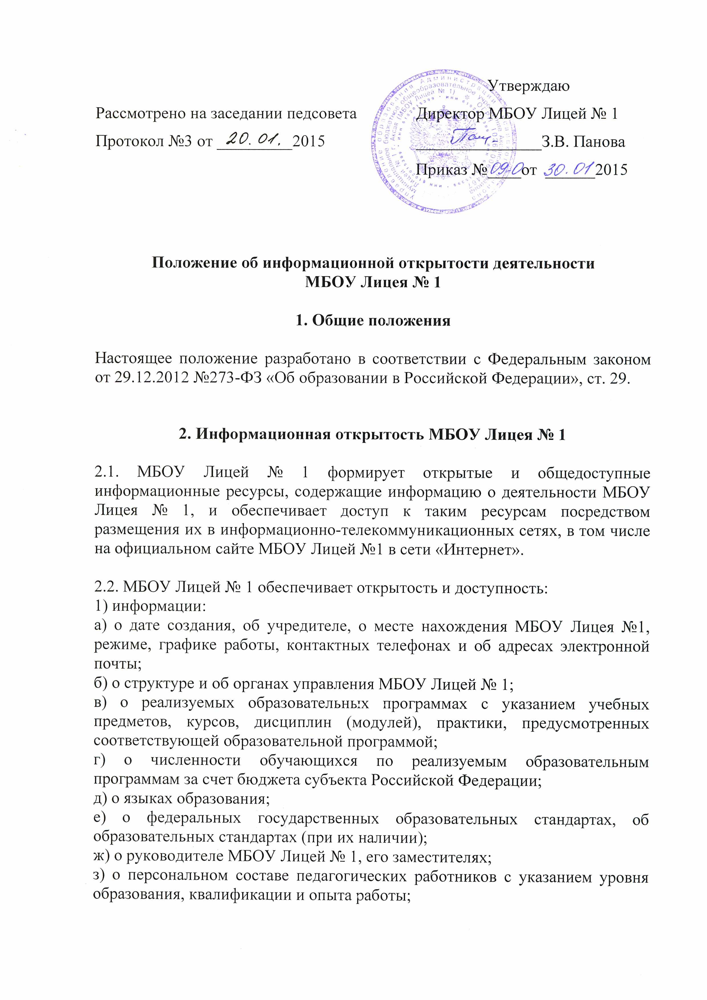 Утверждаю
Рассмотрено на заседании педсовета
Директор МБОУ Лицей № 1
Протокол №3 от 20. 01. 2015
З.В. Панова
Приказ № 09-О от 30. 01 2015
Положение об информационной открытости деятельности
МБОУ Лицея № 1
1. Общие положения
Настоящее положение разработано в соответствии с Федеральным законом
от 29.12.2012 №273-ФЗ «Об образовании в Российской Федерации», ст. 29.
2. Информационная открытость МБОУ Лицея № 1
2.1. МБОУ Лицей № 1 формирует открытые и общедоступные
информационные ресурсы, содержащие информацию о деятельности МБОУ
Лицея № 1, и обеспечивает доступ к таким ресурсам посредством
размещения их в информационно-телекоммуникационных сетях, в том числе
на официальном сайте МБОУ Лицей №1 в сети «Интернет».
2.2. МБОУ Лицей № 1 обеспечивает открытость и доступность:
1) информации:
а) о дате создания, об учредителе, о месте нахождения МБОУ Лицея №1,
режиме, графике работы, контактных телефонах и об адресах электронной
почты;
б) о структуре и об органах управления МБОУ Лицей № 1;
в) о реализуемых образовательных программах с указанием учебных
предметов, курсов, дисциплин (модулей), практики, предусмотренных
соответствующей образовательной программой;
г) о численности обучающихся по реализуемым образовательным
программам за счет бюджета субъекта Российской Федерации;
д) о языках образования;
е) о федеральных государственных образовательных стандартах, об
образовательных стандартах (при их наличии);
ж) о руководителе МБОУ Лицей № 1, его заместителях;
з) о персональном составе педагогических работников с указанием уровня
образования, квалификации и опыта работы;